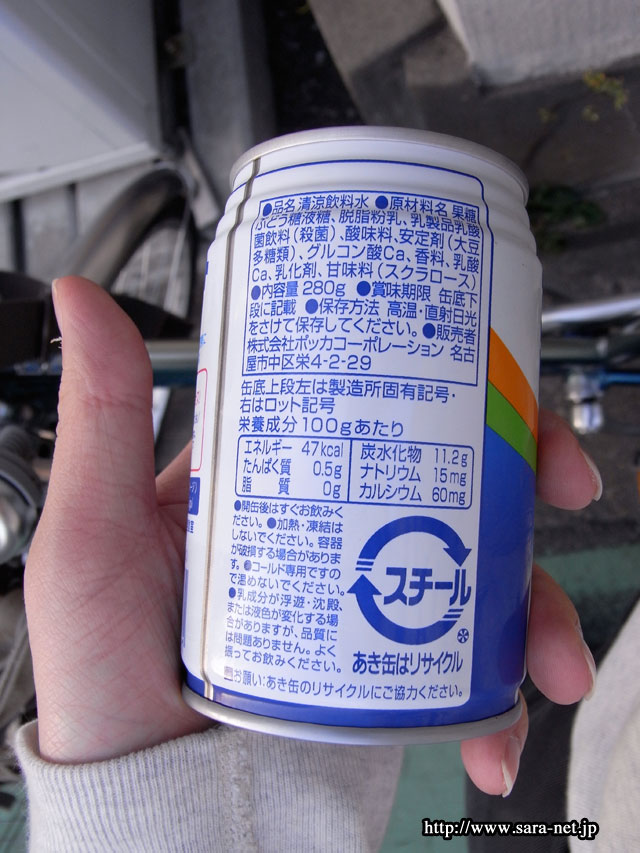 ●品名 清涼飲料水 ●原材料名 果糖
ぶどう糖液糖、脱脂粉乳、乳製品乳酸
菌飲料(殺菌)、酸味料、安定剤(大豆
多糖類)、グルコン酸Ca、香料、乳酸
Ca、乳化剤、甘味料(スクラロース)
●内容量 280g ●賞味期限 缶底下
段に記載 ●保存方法 高温・直射日光
をさけて保存してください。●販売者
株式会社ポッカコーポレーション 名古
屋市中区栄4-2-29
缶底上段左は製造所固有記号・
右はロット記号
栄養成分100gあたり
エネルギー 47kcal
たんぱく質 0.5g
脂質 0g
炭水化物 11.2g
ナトリウム 15mg
カルシウム 60mg
●開缶後はすぐお飲みく
ださい。●加熱・凍結は
しないでください。容器
が破損する場合がありま
す。●コールド専用ですの
で温めないでください。
●乳成分が浮遊・沈殿、
または液色が変化する場
合がありますが、品質に
は問題ありません。よく
振ってお飲みください。
スチール
あき缶はリサイクル
■お願い:あき缶のリサイクルにご協力ください。
http://www.sara-net.jp